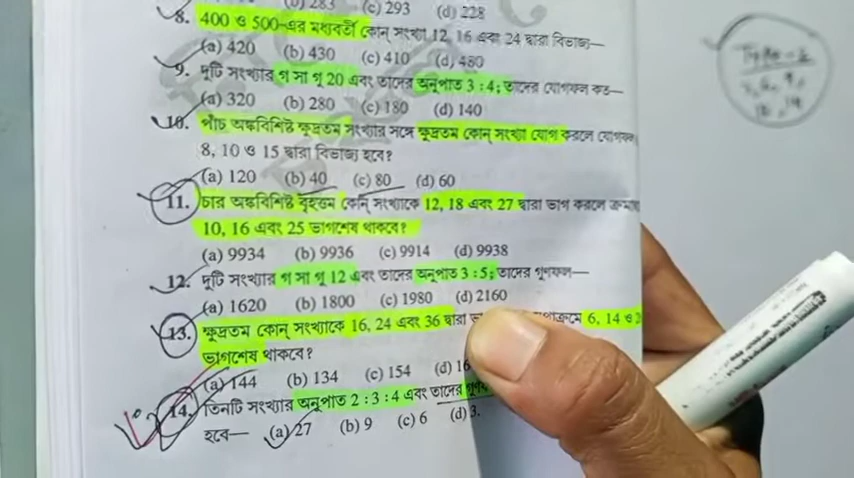 (b) 283 (c) 293 (d) 228
8. 400 ও 500-এর মধ্যবর্তী কোন্ সংখ্যা 12, 16 এবং 24 দ্বারা বিভাজ্য—
(a) 420 (b) 430 (c) 410 (d) 480
9. দুটি সংখ্যার গ সা গু 20 এবং তাদের অনুপাত 3 : 4; তাদের যোগফল কত—
(a) 320 (b) 280 (c) 180 (d) 140
10. পাঁচ অঙ্কবিশিষ্ট ক্ষুদ্রতম সংখ্যার সঙ্গে ক্ষুদ্রতম কোন্ সংখ্যা যোগ করলে যোগফল
8, 10 ও 15 দ্বারা বিভাজ্য হবে?
(a) 120 (b) 40 (c) 80 (d) 60
11. চার অঙ্কবিশিষ্ট বৃহত্তম কোন্ সংখ্যাকে 12, 18 এবং 27 দ্বারা ভাগ করলে
10, 16 এবং 25 ভাগশেষ থাকবে?
(a) 9934 (b) 9936 (c) 9914 (d) 9938
12. দুটি সংখ্যার গ সা গু 12 এবং তাদের অনুপাত 3 : 5; তাদের গুণফল—
(a) 1620 (b) 1800 (c) 1980 (d) 2160
13. ক্ষুদ্রতম কোন্ সংখ্যাকে 16, 24 এবং 36 দ্বারা 6, 14 ও
ভাগশেষ থাকবে?
(a) 144 (b) 134 (c) 154 (d)
14. তিনটি সংখ্যার অনুপাত 2 : 3 : 4 এবং তাদের
হবে— (a) 27 (b) 9 (c) 6 (d) 3.